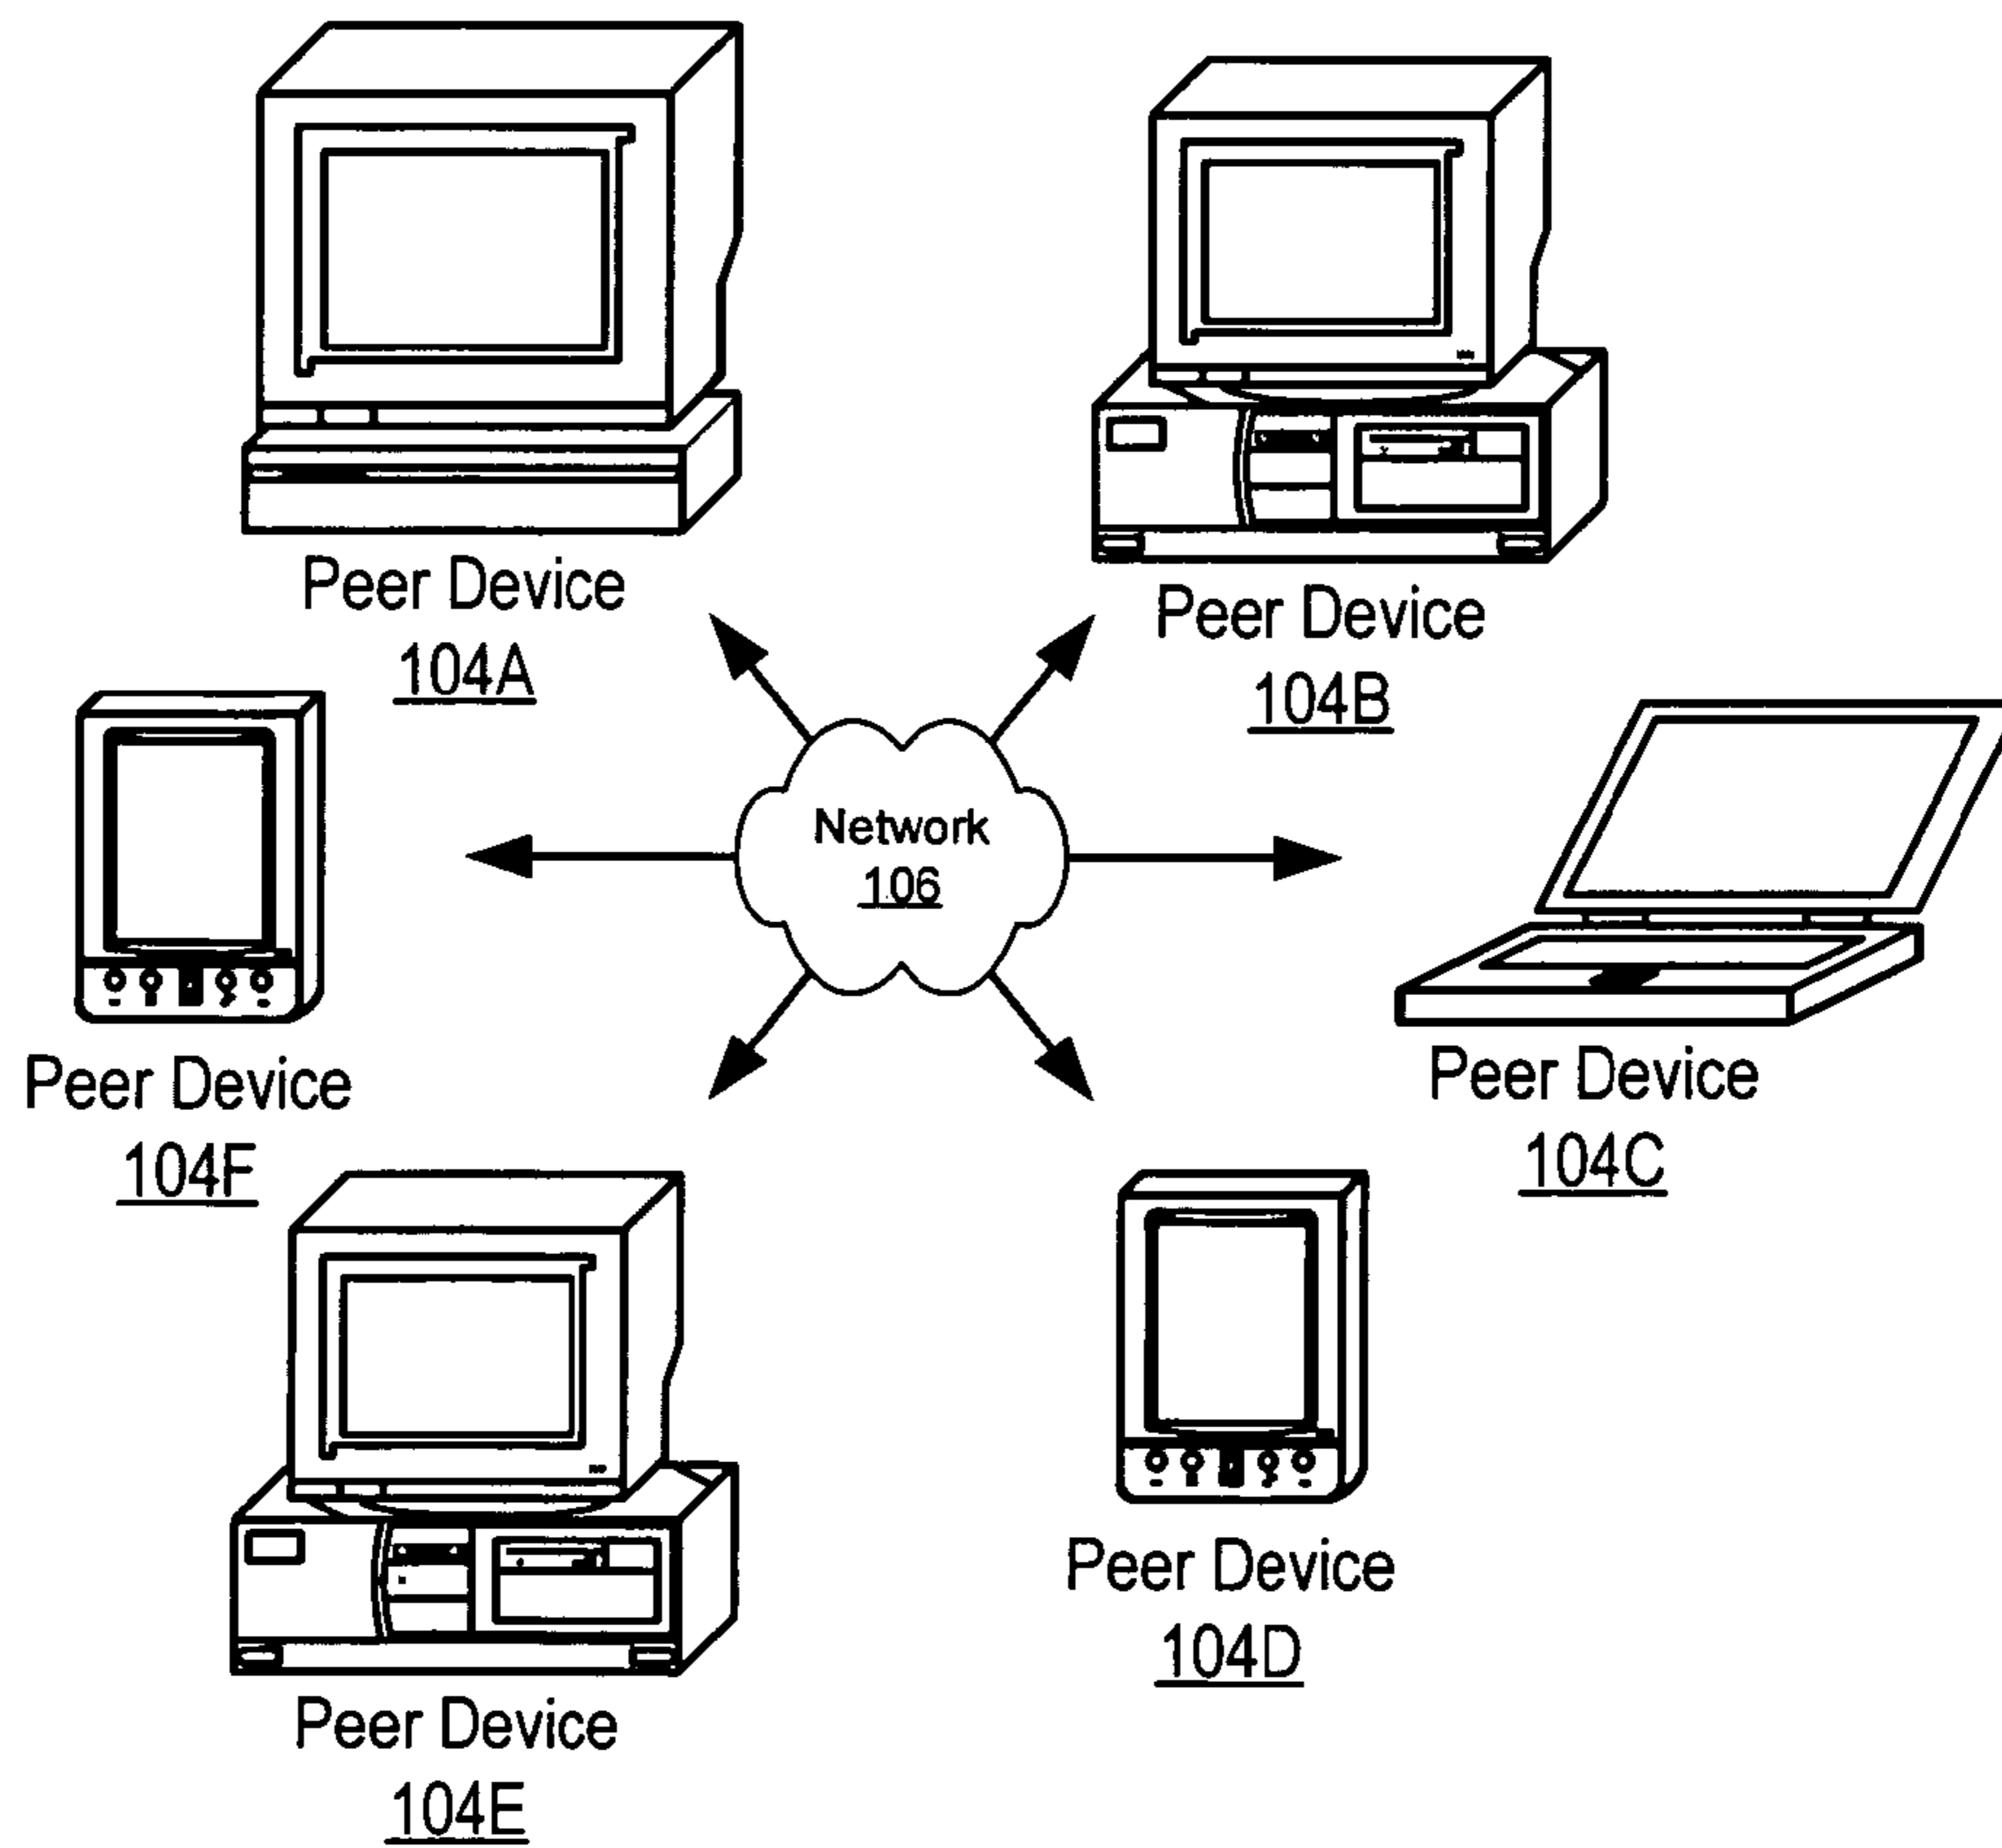 Peer Device
104A
Peer Device
104B
Network
106
Peer Device
104F
Peer Device
104C
Peer Device
104D
Peer Device
104E